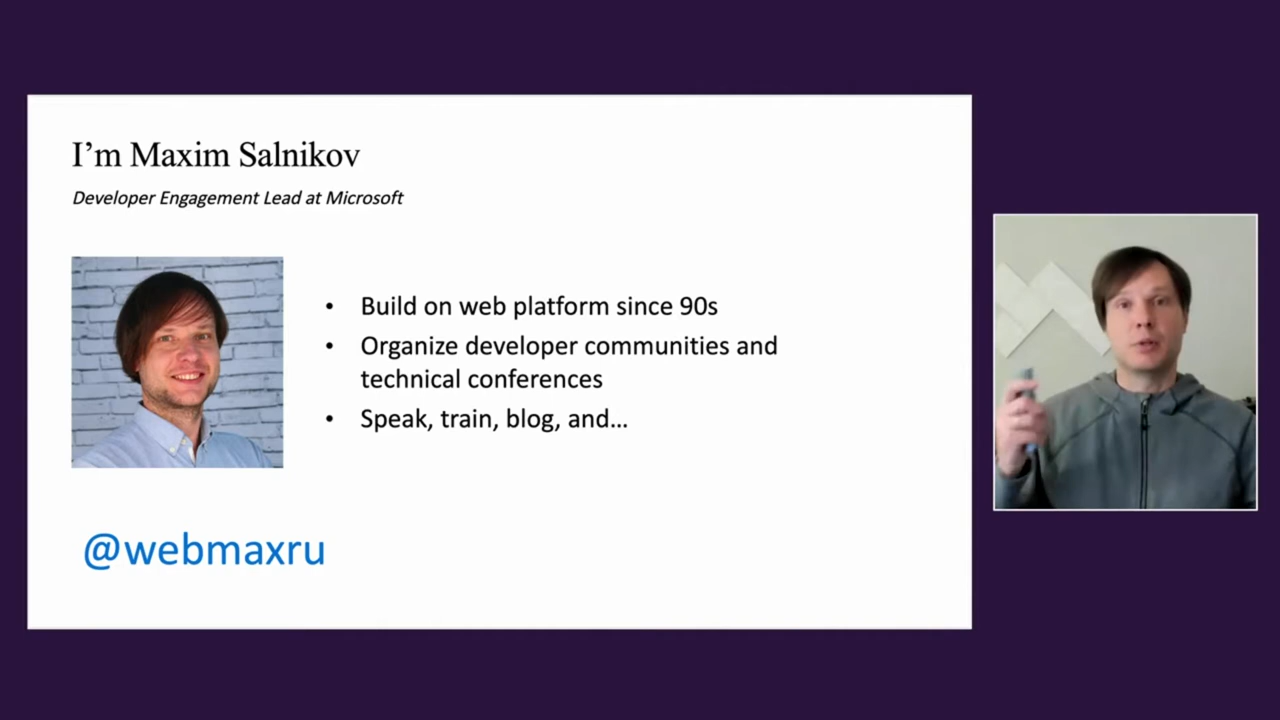 I’m Maxim Salnikov
Developer Engagement Lead at Microsoft
• Build on web platform since 90s
• Organize developer communities and
technical conferences
• Speak, train, blog, and…
@webmaxru